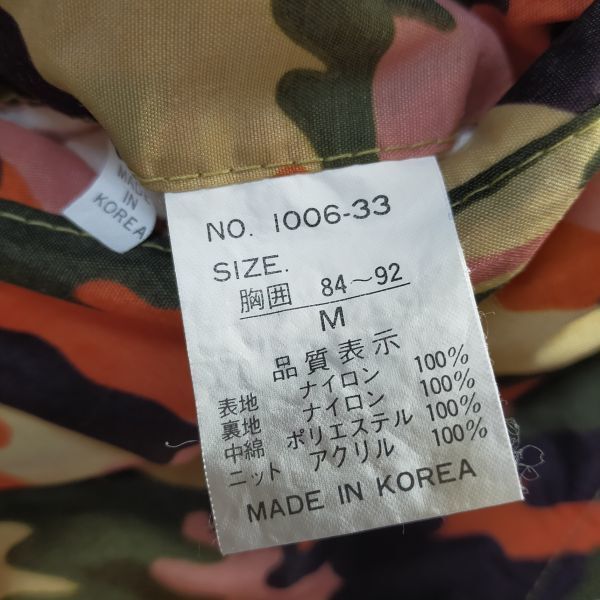 NO. 1006-33
SIZE.
胸囲 84～92
M
品質表示
表地 ナイロン 100%
裏地 ナイロン 100%
中綿 ポリエステル 100%
ニット アクリル 100%
MADE IN KOREA
MADE
IN
KOREA